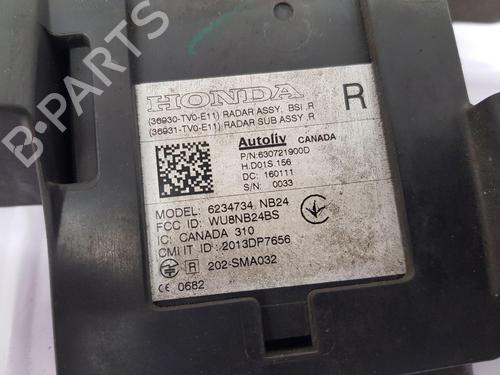 HONDA
(36930-TV0-E11) RADAR ASSY, BSI ,R
(36931-TV0-E11) RADAR SUB ASSY ,R
R
Autoliv CANADA
P/N:630721900D
H.D01S.156
DC: 160111
S/N: 0033
MODEL: 6234734 NB24
FCC ID: WU8NB24BS
IC: CANADA 310
CMIIT ID :2013DP7656
R 202-SMA032
CE 0682